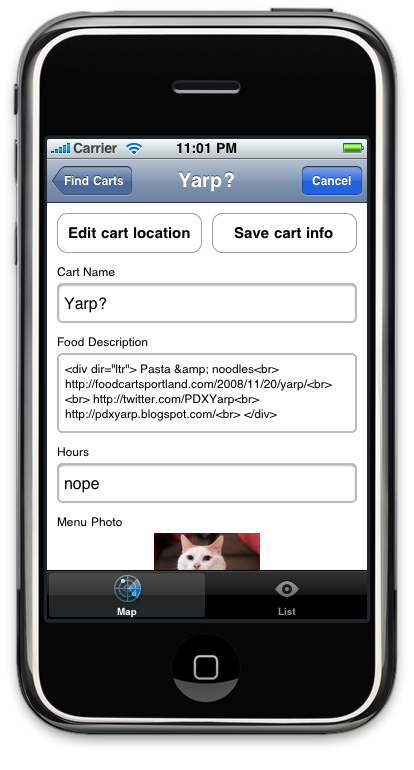 Carrier 11:01 PM
Find Carts Yarp? Cancel
Edit cart location Save cart info
Cart Name
Yarp?
Food Description
<div dir="ltr"> Pasta &amp; noodles<br>
http://foodcartsportland.com/2008/11/20/yarp/<br>
<br> http://twitter.com/PDXYarp<br>
http://pdxyarp.blogspot.com/<br> </div>
Hours
nope
Menu Photo
Map List